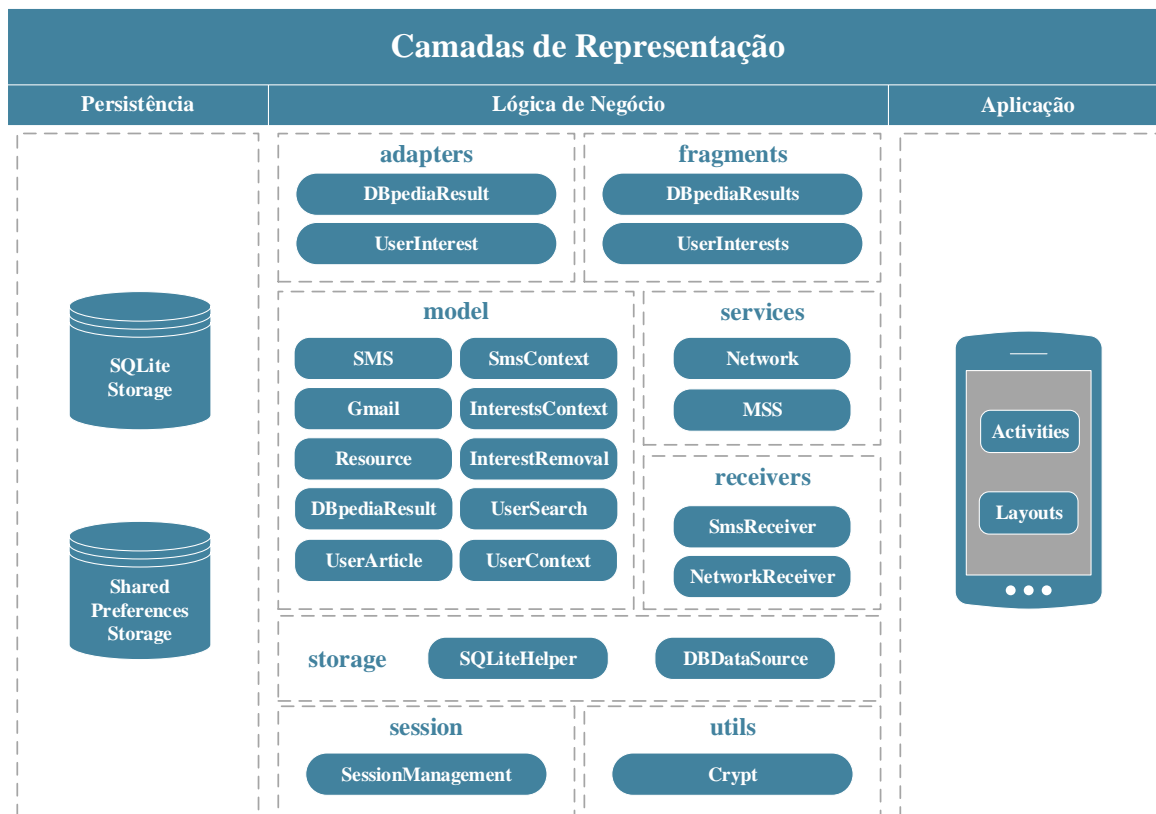 Camadas de Representação
Persistência
Lógica de Negócio
Aplicação
SQLite
Storage
Shared
Preferences
Storage
adapters
DBpediaResult
UserInterest
fragments
DBpediaResults
UserInterests
model
SMS
SmsContext
Gmail
InterestsContext
Resource
InterestRemoval
DBpediaResult
UserSearch
UserArticle
UserContext
services
Network
MSS
receivers
SmsReceiver
NetworkReceiver
storage
SQLiteHelper
DBDataSource
session
SessionManagement
utils
Crypt
Activities
Layouts